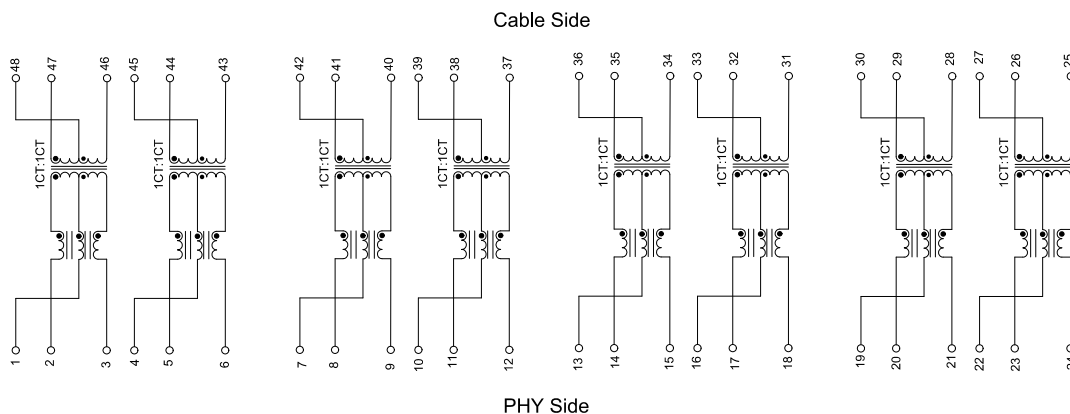 Cable Side
48 47 46 45 44 43 42 41 40 39 38 37 36 35 34 33 32 31 30 29 28 27 26 25
1CT:1CT 1CT:1CT 1CT:1CT 1CT:1CT 1CT:1CT 1CT:1CT 1CT:1CT 1CT:1CT
1 2 3 4 5 6 7 8 9 10 11 12 13 14 15 16 17 18 19 20 21 22 23 24
PHY Side